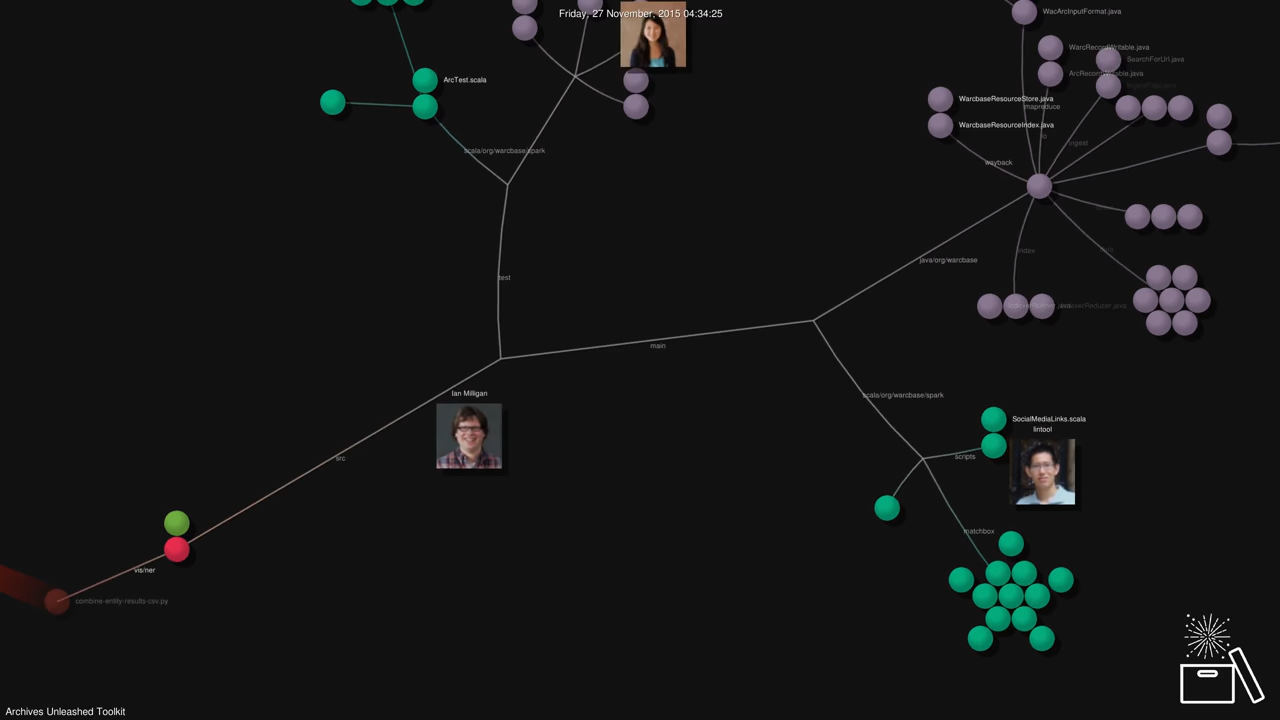 Friday, 27 November, 2015 04:34:25
WacArcInputFormat.java
WarcRecordWritable.java
SearchForUrl.java
ArcRecordWritable.java
ArcTest.scala
WarcbaseResourceStore.java
mapreduce
WarcbaseResourceIndex.java
io
ingest
scala/org/warcbase/spark
wayback
index
java/org/warcbase
test
main
Ian Milligan
scala/org/warcbase/spark
SocialMediaLinks.scala
lintool
scripts
src
matchbox
vis/ner
combine-entity-results-csv.py
Archives Unleashed Toolkit